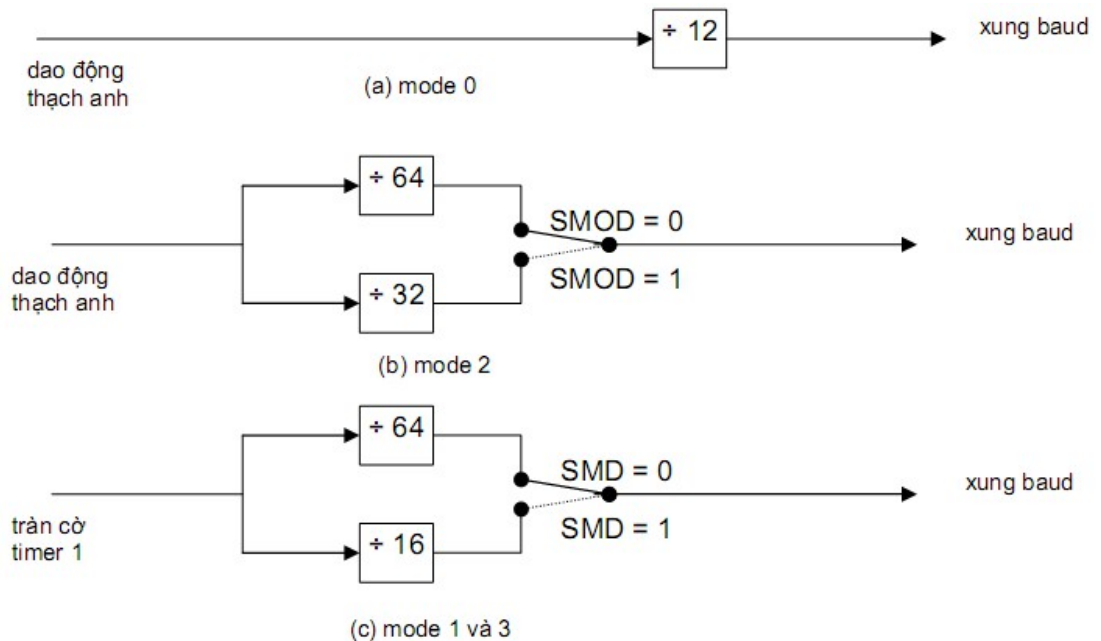 ÷ 12
xung baud
dao động
thạch anh
(a) mode 0
÷ 64
SMOD = 0
xung baud
dao động
thạch anh
SMOD = 1
÷ 32
(b) mode 2
÷ 64
SMD = 0
xung baud
tràn cờ
timer 1
SMD = 1
÷ 16
(c) mode 1 và 3